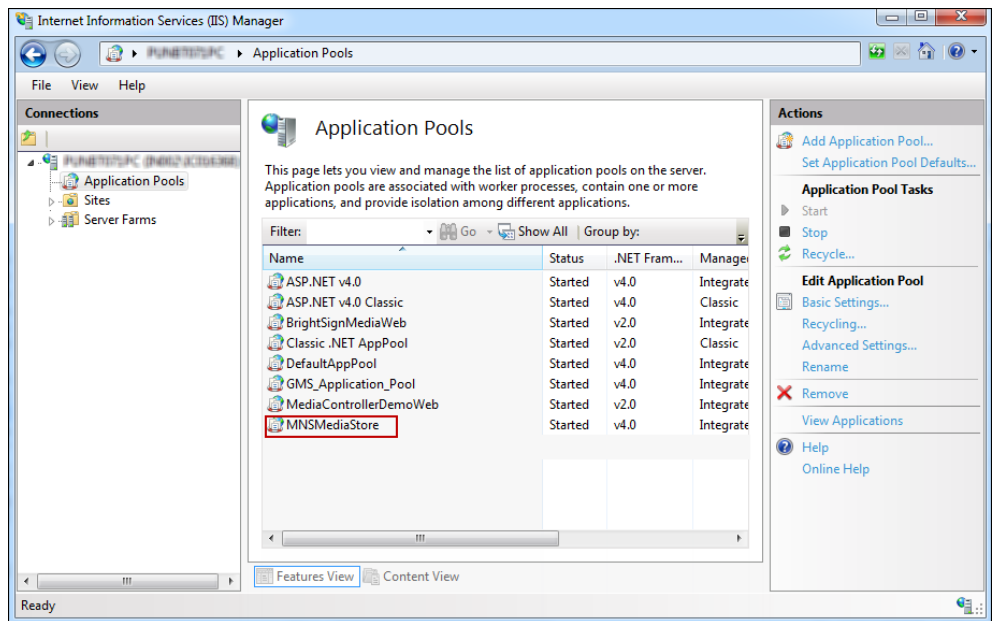 Internet Information Services (IIS) Manager
Application Pools
File View Help
Connections
Application Pools
Sites
Server Farms
Application Pools
This page lets you view and manage the list of application pools on the server.
Application pools are associated with worker processes, contain one or more
applications, and provide isolation among different applications.
Filter: Go Show All Group by:
Name Status .NET Fram... Manage
ASP.NET v4.0 Started v4.0 Integrate
ASP.NET v4.0 Classic Started v4.0 Classic
BrightSignMediaWeb Started v2.0 Integrate
Classic .NET AppPool Started v2.0 Classic
DefaultAppPool Started v4.0 Integrate
GMS_Application_Pool Started v4.0 Integrate
MediaControllerDemoWeb Started v2.0 Integrate
MNSMediaStore Started v4.0 Integrate
Features View Content View
Actions
Add Application Pool...
Set Application Pool Defaults...
Application Pool Tasks
Start
Stop
Recycle...
Edit Application Pool
Basic Settings...
Recycling...
Advanced Settings...
Rename
Remove
View Applications
Help
Online Help
Ready